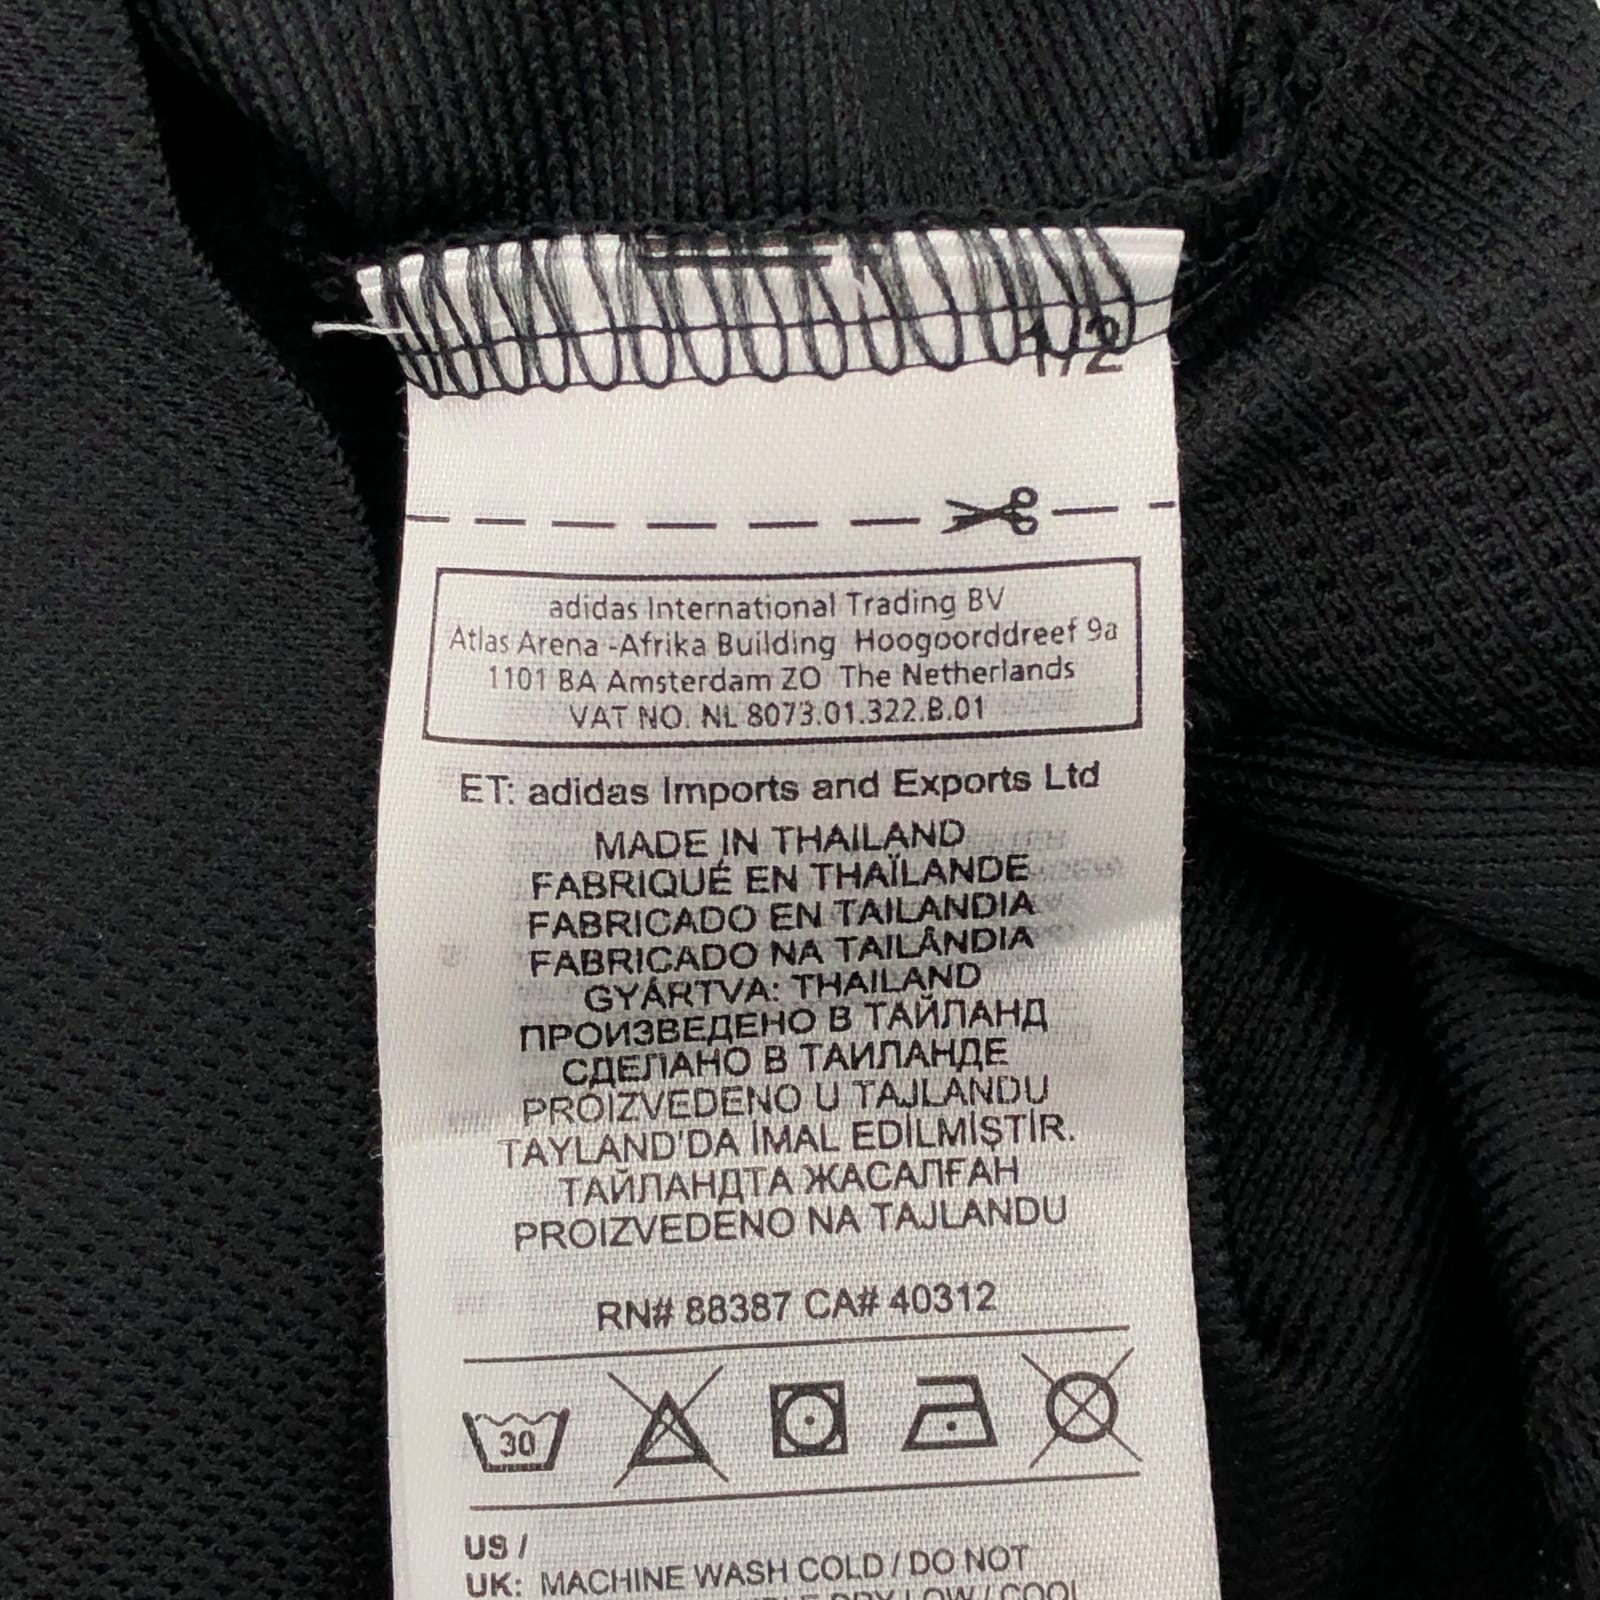 1/2
adidas International Trading BV
Atlas Arena -Afrika Building Hoogoorddreef 9a
1101 BA Amsterdam ZO The Netherlands
VAT NO. NL 8073.01.322.B.01
ET: adidas Imports and Exports Ltd
MADE IN THAILAND
FABRIQUÉ EN THAÏLANDE
FABRICADO EN TAILANDIA
FABRICADO NA TAILÂNDIA
GYÁRTVA: THAILAND
ПРОИЗВЕДЕНО В ТАЙЛАНД
СДЕЛАНО В ТАИЛАНДЕ
PROIZVEDENO U TAJLANDU
TAYLAND'DA İMAL EDİLMİŞTİR.
ТАЙЛАНДТА ЖАСАЛҒАН
PROIZVEDENO NA TAJLANDU
RN# 88387 CA# 40312
30
US /
UK: MACHINE WASH COLD / DO NOT
DRY LOW / COOL